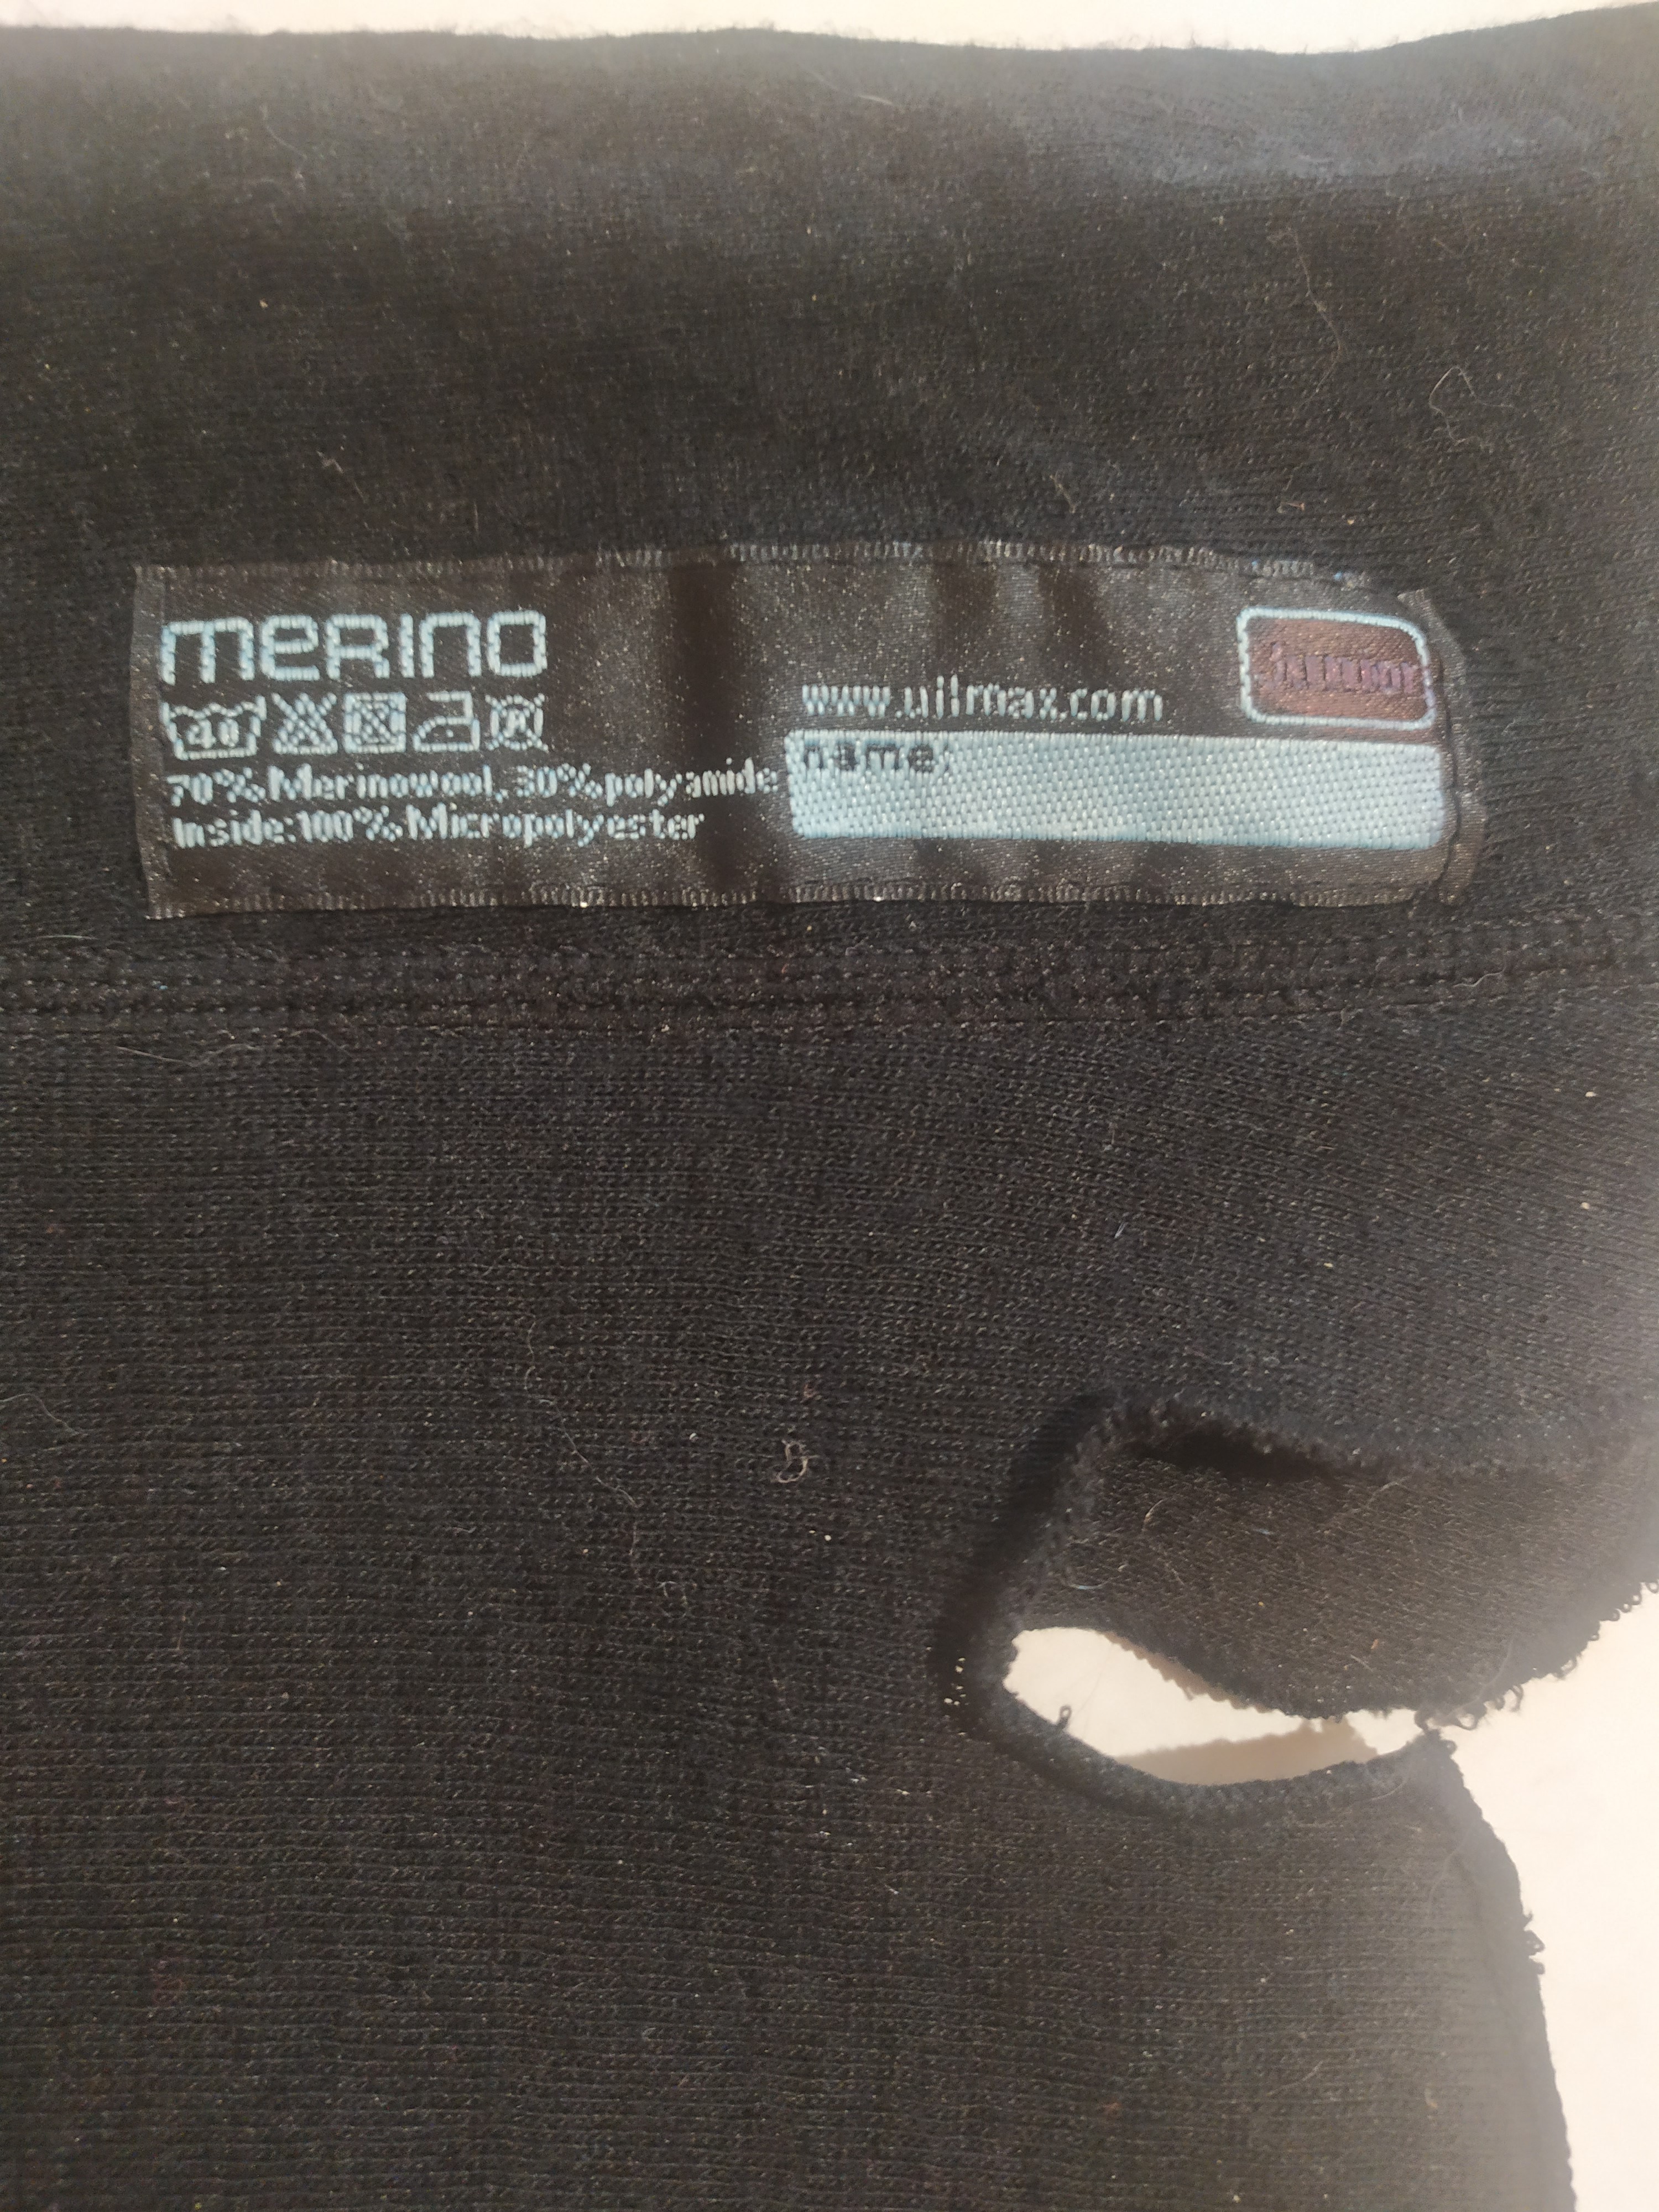 merino
40
70% Merinowool, 30% polyamide
Inside: 100% Micropolyester
www.ullmax.com
name: